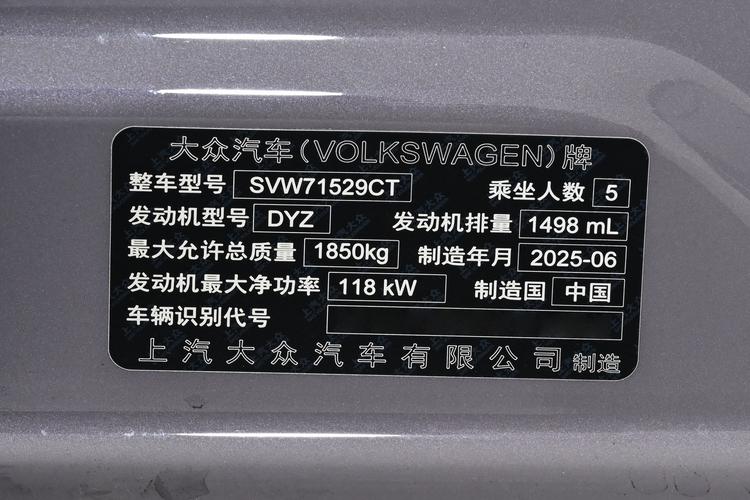 大众汽车(VOLKSWAGEN)牌
整车型号 SVW71529CT 乘坐人数 5
发动机型号 DYZ 发动机排量 1498 mL
最大允许总质量 1850kg 制造年月 2025-06
发动机最大净功率 118 kW 制造国 中国
车辆识别代号
上汽大众汽车有限公司 制造